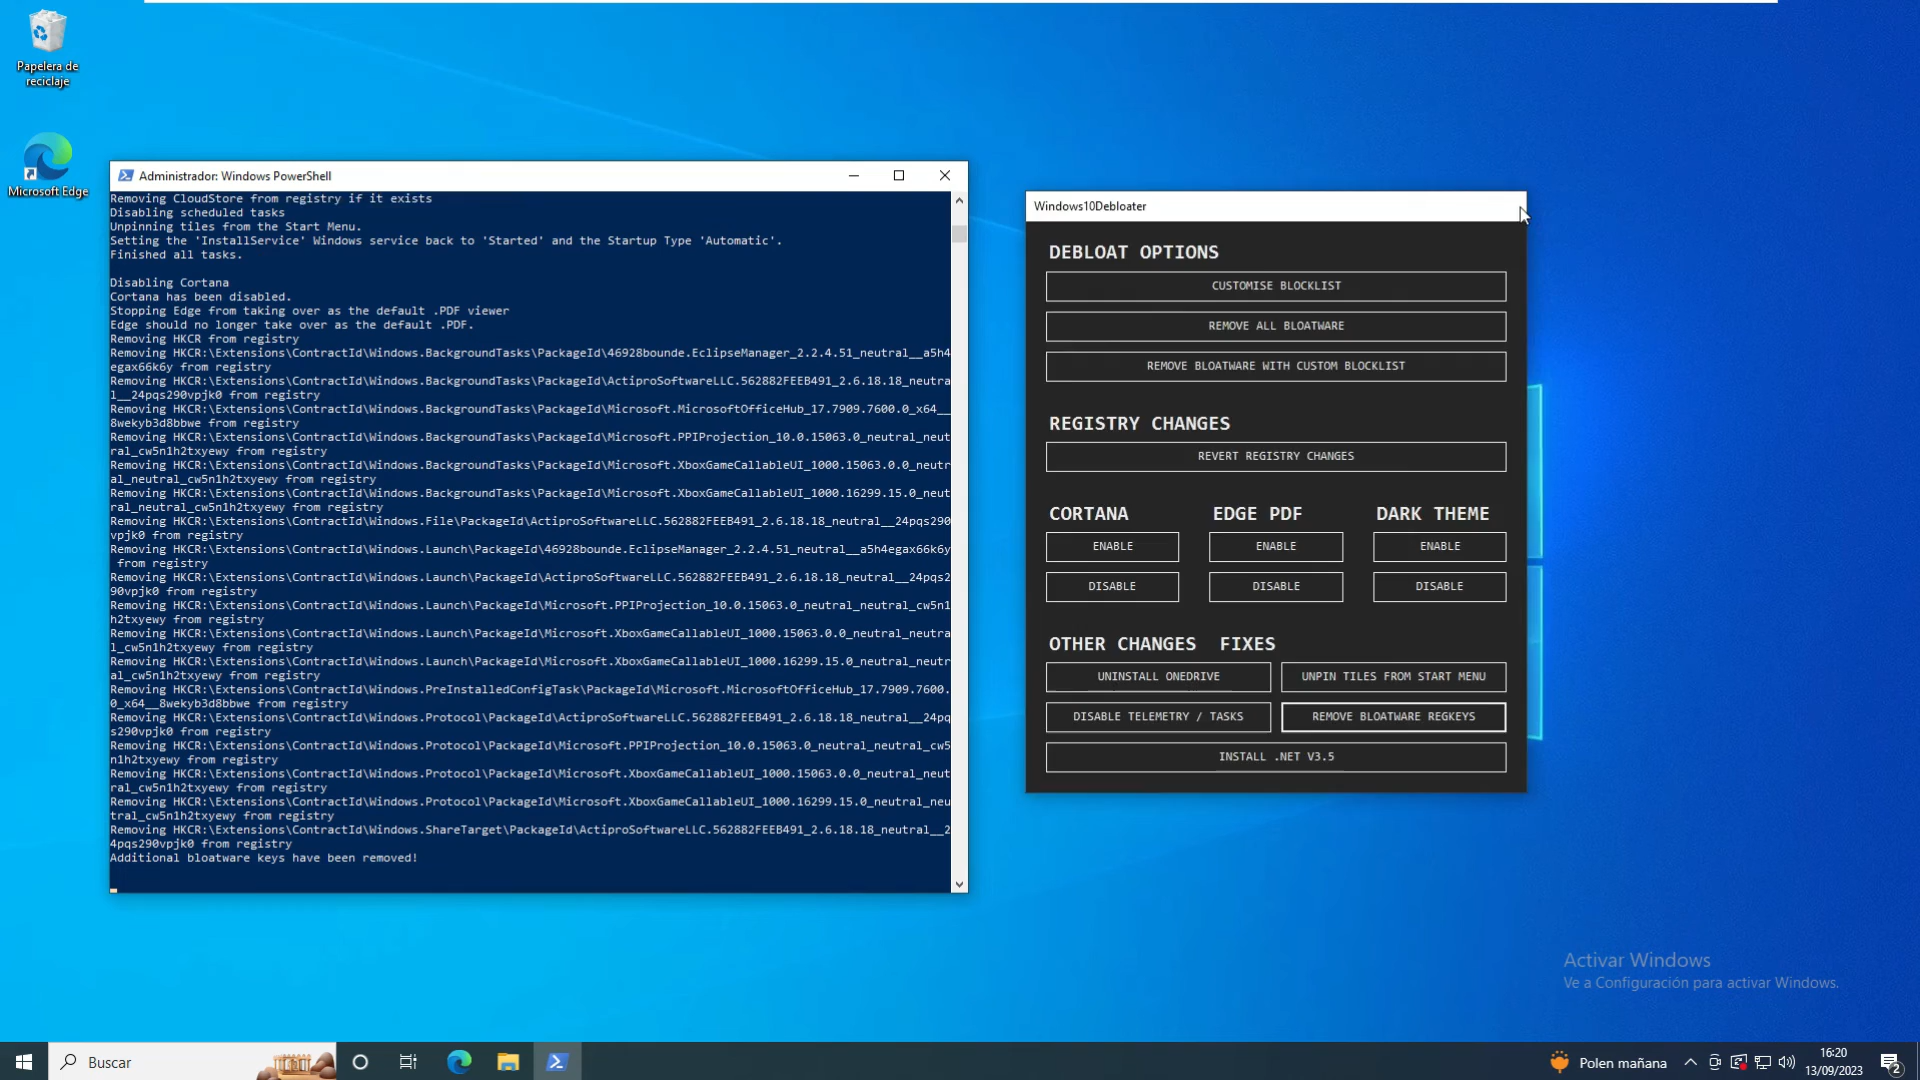 Papelera de
reciclaje
Microsoft Edge
Administrador: Windows PowerShell
Removing CloudStore from registry if it exists
Disabling scheduled tasks
Unpinning tiles from the Start Menu.
Setting the 'InstallService' Windows service back to 'Started' and the Startup Type 'Automatic'.
Finished all tasks.
Disabling Cortana
Cortana has been disabled.
Stopping Edge from taking over as the default .PDF viewer
Edge should no longer take over as the default .PDF.
Removing HKCR from registry
Removing HKCR:\Extensions\ContractId\Windows.BackgroundTasks\PackageId\46928bounde.EclipseManager_2.2.4.51_neutral__a5h4
egax66k6y from registry
Removing HKCR:\Extensions\ContractId\Windows.BackgroundTasks\PackageId\ActiproSoftwareLLC.562882FEEB491_2.6.18.18_neutra
l__24pqs290vpjk0 from registry
Removing HKCR:\Extensions\ContractId\Windows.BackgroundTasks\PackageId\Microsoft.MicrosoftOfficeHub_17.7909.7600.0_x64__
8wekyb3d8bbwe from registry
Removing HKCR:\Extensions\ContractId\Windows.BackgroundTasks\PackageId\Microsoft.PPIProjection_10.0.15063.0_neutral_neut
ral_cw5n1h2txyewy from registry
Removing HKCR:\Extensions\ContractId\Windows.BackgroundTasks\PackageId\Microsoft.XboxGameCallableUI_1000.15063.0.0_neutr
al_neutral_cw5n1h2txyewy from registry
Removing HKCR:\Extensions\ContractId\Windows.BackgroundTasks\PackageId\Microsoft.XboxGameCallableUI_1000.16299.15.0_neut
ral_neutral_cw5n1h2txyewy from registry
Removing HKCR:\Extensions\ContractId\Windows.File\PackageId\ActiproSoftwareLLC.562882FEEB491_2.6.18.18_neutral__24pqs290
vpjk0 from registry
Removing HKCR:\Extensions\ContractId\Windows.Launch\PackageId\46928bounde.EclipseManager_2.2.4.51_neutral__a5h4egax66k6y
from registry
Removing HKCR:\Extensions\ContractId\Windows.Launch\PackageId\ActiproSoftwareLLC.562882FEEB491_2.6.18.18_neutral__24pqs2
90vpjk0 from registry
Removing HKCR:\Extensions\ContractId\Windows.Launch\PackageId\Microsoft.PPIProjection_10.0.15063.0_neutral_neutral_cw5n1
h2txyewy from registry
Removing HKCR:\Extensions\ContractId\Windows.Launch\PackageId\Microsoft.XboxGameCallableUI_1000.15063.0.0_neutral_neutra
l_cw5n1h2txyewy from registry
Removing HKCR:\Extensions\ContractId\Windows.Launch\PackageId\Microsoft.XboxGameCallableUI_1000.16299.15.0_neutral_neutr
al_cw5n1h2txyewy from registry
Removing HKCR:\Extensions\ContractId\Windows.PreInstalledConfigTask\PackageId\Microsoft.MicrosoftOfficeHub_17.7909.7600.
0_x64__8wekyb3d8bbwe from registry
Removing HKCR:\Extensions\ContractId\Windows.Protocol\PackageId\ActiproSoftwareLLC.562882FEEB491_2.6.18.18_neutral__24pq
s290vpjk0 from registry
Removing HKCR:\Extensions\ContractId\Windows.Protocol\PackageId\Microsoft.PPIProjection_10.0.15063.0_neutral_neutral_cw5
n1h2txyewy from registry
Removing HKCR:\Extensions\ContractId\Windows.Protocol\PackageId\Microsoft.XboxGameCallableUI_1000.15063.0.0_neutral_neut
ral_cw5n1h2txyewy from registry
Removing HKCR:\Extensions\ContractId\Windows.Protocol\PackageId\Microsoft.XboxGameCallableUI_1000.16299.15.0_neutral_neu
tral_cw5n1h2txyewy from registry
Removing HKCR:\Extensions\ContractId\Windows.ShareTarget\PackageId\ActiproSoftwareLLC.562882FEEB491_2.6.18.18_neutral__2
4pqs290vpjk0 from registry
Additional bloatware keys have been removed!
Windows10Debloater
DEBLOAT OPTIONS
CUSTOMISE BLOCKLIST
REMOVE ALL BLOATWARE
REMOVE BLOATWARE WITH CUSTOM BLOCKLIST
REGISTRY CHANGES
REVERT REGISTRY CHANGES
CORTANA EDGE PDF DARK THEME
ENABLE ENABLE ENABLE
DISABLE DISABLE DISABLE
OTHER CHANGES FIXES
UNINSTALL ONEDRIVE UNPIN TILES FROM START MENU
DISABLE TELEMETRY / TASKS REMOVE BLOATWARE REGKEYS
INSTALL .NET V3.5
Activar Windows
Ve a Configuración para activar Windows.
Buscar
Polen mañana
16:20
13/09/2023
2